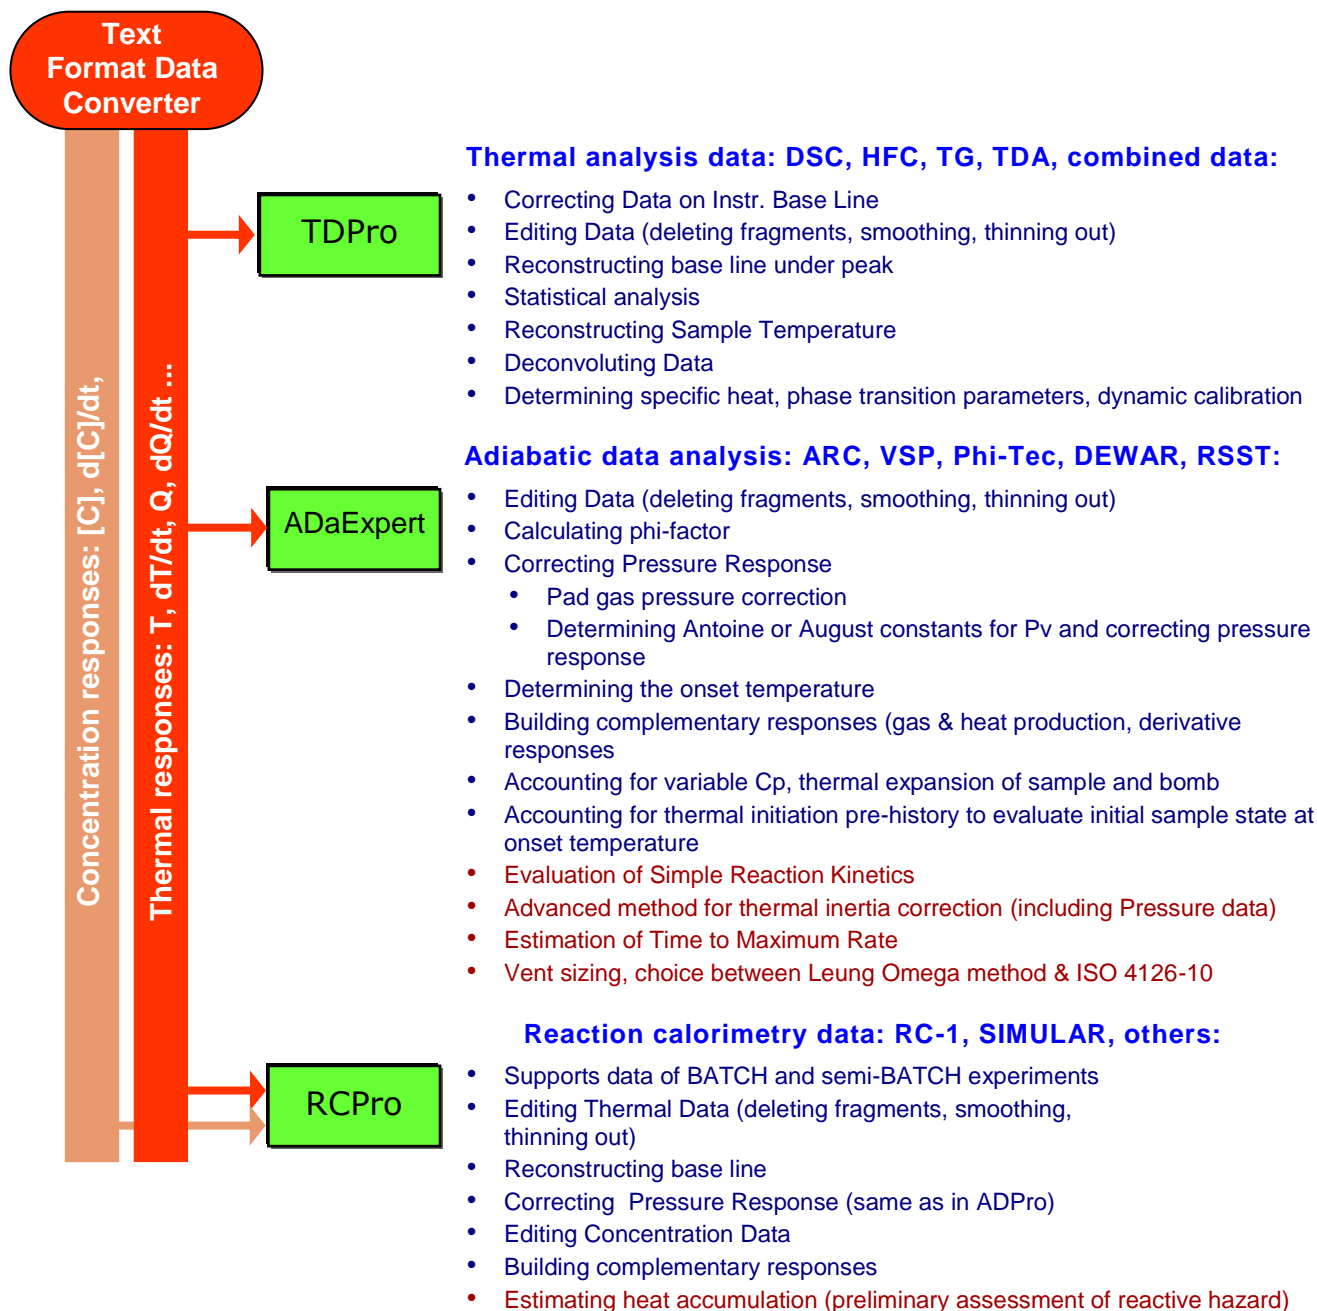 Text
Format Data
Converter
Concentration responses: [C], d[C]/dt,
Thermal responses: T, dT/dt, Q, dQ/dt ...
Thermal analysis data: DSC, HFC, TG, TDA, combined data:
TDPro
• Correcting Data on Instr. Base Line
• Editing Data (deleting fragments, smoothing, thinning out)
• Reconstructing base line under peak
• Statistical analysis
• Reconstructing Sample Temperature
• Deconvoluting Data
• Determining specific heat, phase transition parameters, dynamic calibration
Adiabatic data analysis: ARC, VSP, Phi-Tec, DEWAR, RSST:
ADaExpert
• Editing Data (deleting fragments, smoothing, thinning out)
• Calculating phi-factor
• Correcting Pressure Response
• Pad gas pressure correction
• Determining Antoine or August constants for Pv and correcting pressure
response
• Determining the onset temperature
• Building complementary responses (gas & heat production, derivative
responses
• Accounting for variable Cp, thermal expansion of sample and bomb
• Accounting for thermal initiation pre-history to evaluate initial sample state at
onset temperature
• Evaluation of Simple Reaction Kinetics
• Advanced method for thermal inertia correction (including Pressure data)
• Estimation of Time to Maximum Rate
• Vent sizing, choice between Leung Omega method & ISO 4126-10
Reaction calorimetry data: RC-1, SIMULAR, others:
RCPro
• Supports data of BATCH and semi-BATCH experiments
• Editing Thermal Data (deleting fragments, smoothing,
thinning out)
• Reconstructing base line
• Correcting Pressure Response (same as in ADPro)
• Editing Concentration Data
• Building complementary responses
• Estimating heat accumulation (preliminary assessment of reactive hazard)